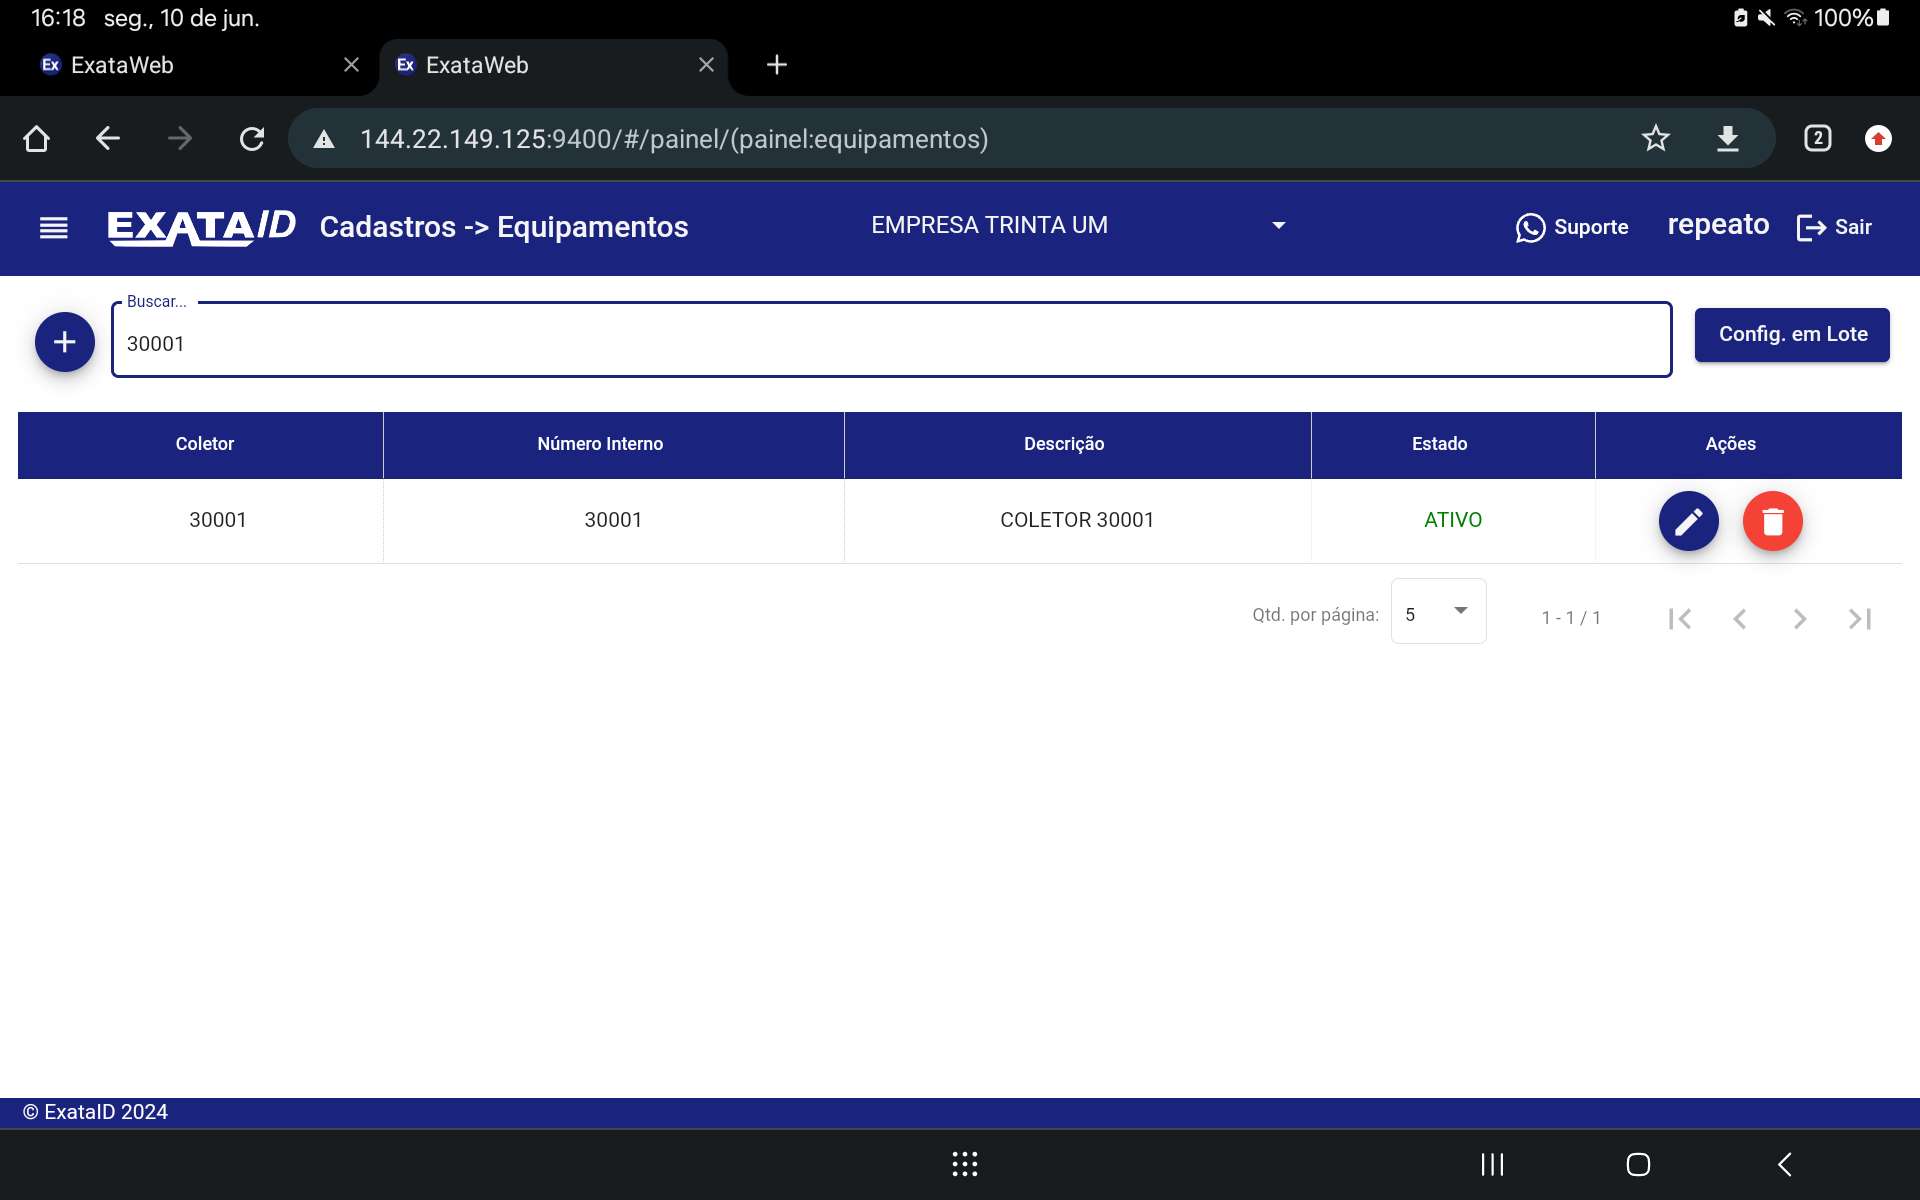 16:18 seg., 10 de jun. 100%
Ex ExataWeb Ex ExataWeb
144.22.149.125:9400/#/painel/(painel:equipamentos) 2
EXATAID Cadastros -> Equipamentos EMPRESA TRINTA UM Suporte repeato Sair
Buscar...
30001
Config. em Lote
Coletor Número Interno Descrição Estado Ações
30001 30001 COLETOR 30001 ATIVO
Qtd. por página: 5 1 - 1 / 1
© ExataID 2024